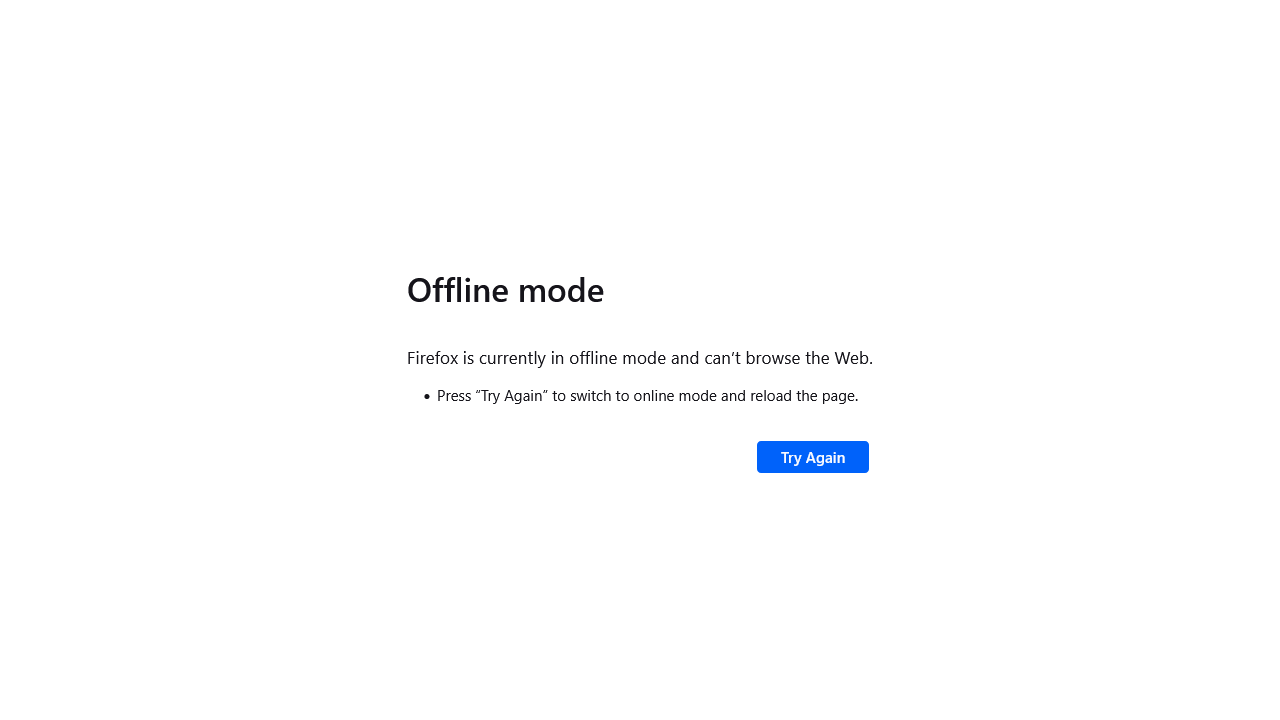 Offline mode
Firefox is currently in offline mode and can’t browse the Web.
• Press “Try Again” to switch to online mode and reload the page.
Try Again